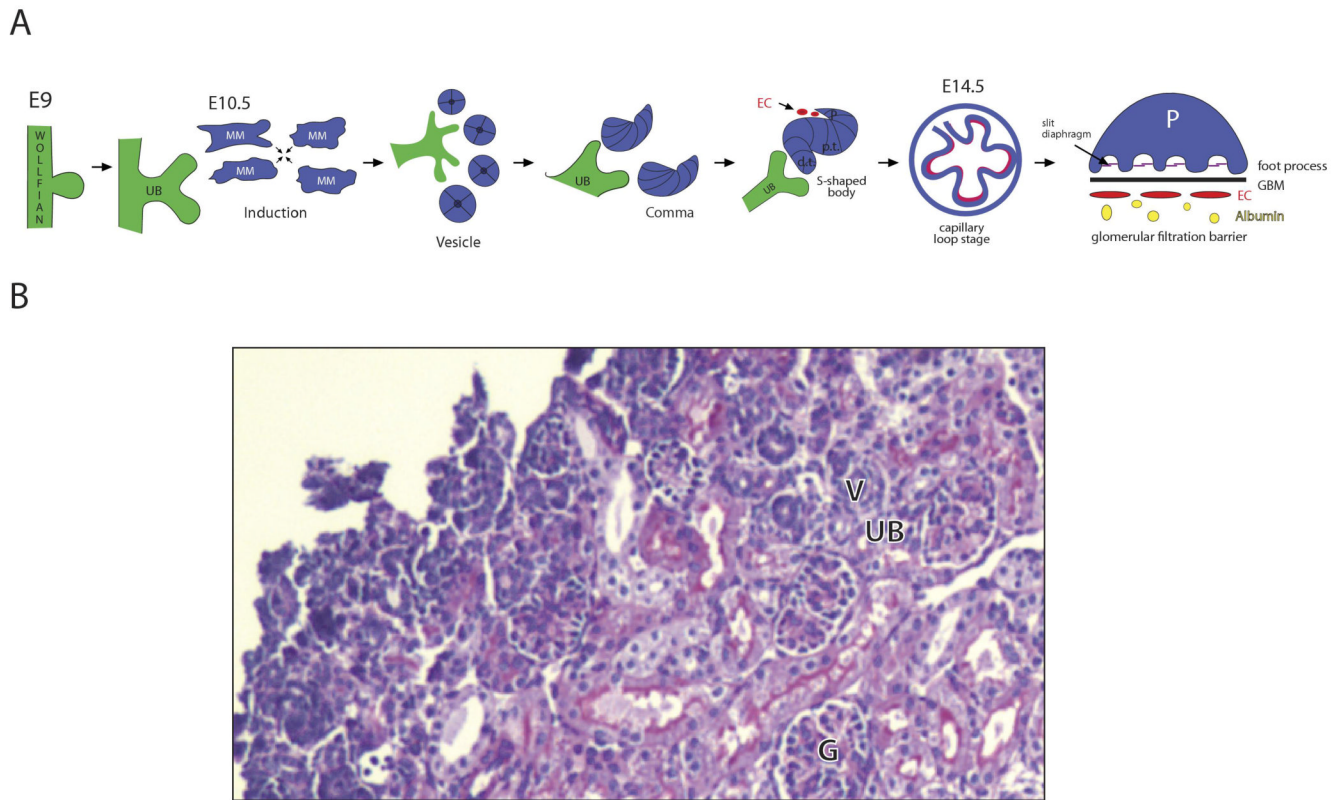 A
E9
WOLLFIAN
UB
E10.5
MM
MM
MM
MM
Induction
Vesicle
UB
Comma
EC
P
p.t.
d.t.
UB
S-shaped
body
E14.5
capillary
loop stage
slit
diaphragm
P
foot process
GBM
EC
Albumin
glomerular filtration barrier
B
V
UB
G